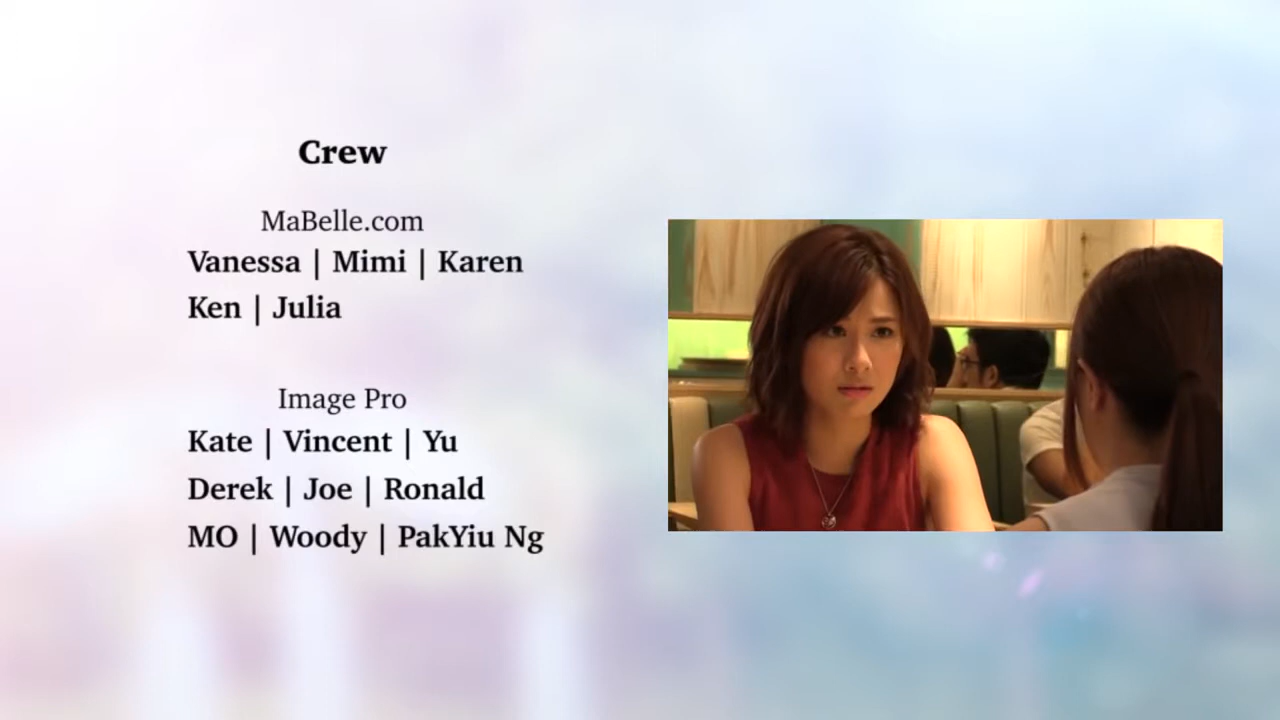 Crew
MaBelle.com
Vanessa | Mimi | Karen
Ken | Julia
Image Pro
Kate | Vincent | Yu
Derek | Joe | Ronald
MO | Woody | PakYiu Ng